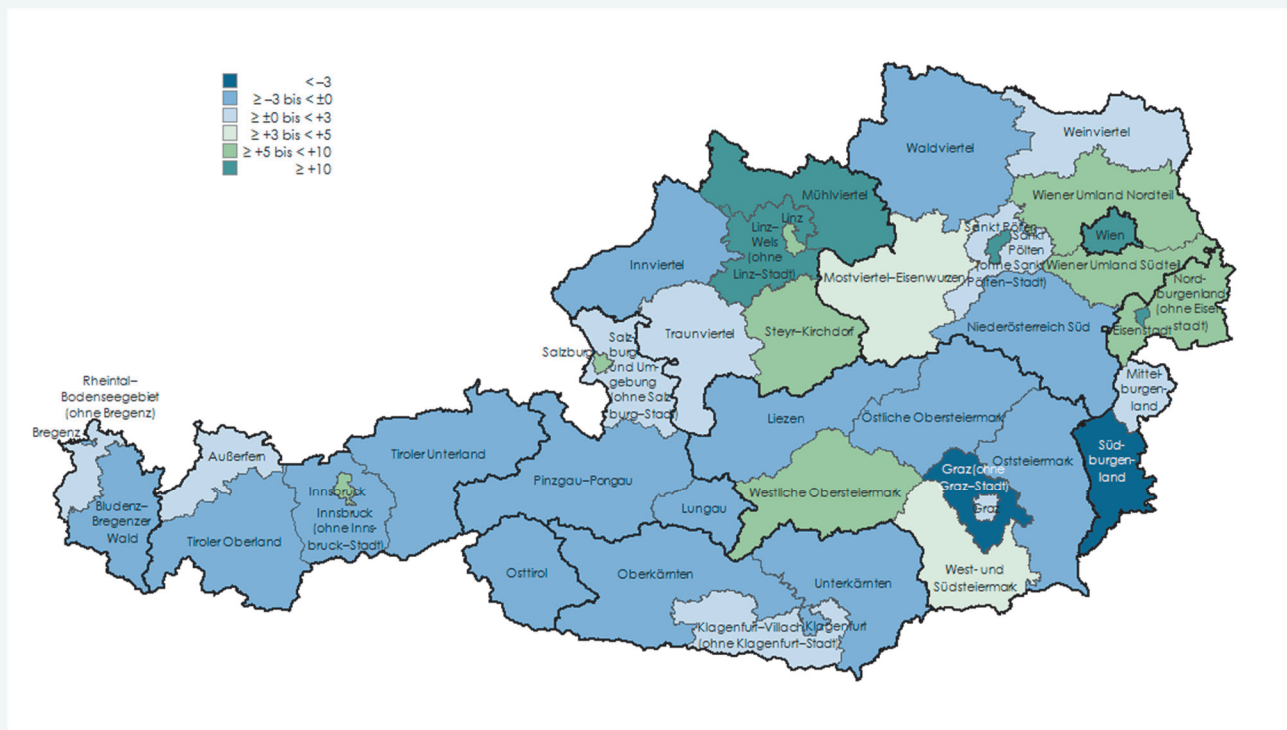 < –3
≥ –3 bis < ±0
≥ ±0 bis < +3
≥ +3 bis < +5
≥ +5 bis < +10
≥ +10
Weinviertel
Waldviertel
Mühlviertel
Wiener Umland Nordteil
Linz
Linz–
Wels
(ohne
Linz–Stadt)
Sankt Pölten
Sankt
Pölten
(ohne Sankt
Pölten–Stadt)
Wien
Innviertel
Mostviertel–Eisenwurzen
Wiener Umland Südteil
Nord-
burgenland
(ohne Eisen-
stadt)
Eisenstadt
Niederösterreich Süd
Traunviertel
Steyr–Kirchdorf
Salzburg
Salz-
burg
und Um-
gebung
(ohne Salz-
burg–Stadt)
Mittel-
burgen-
land
Rheintal–
Bodenseegebiet
(ohne Bregenz)
Bregenz
Liezen
Östliche Obersteiermark
Außerfern
Tiroler Unterland
Süd-
burgen-
land
Oststeiermark
Graz (ohne
Graz–Stadt)
Graz
Pinzgau–Pongau
Westliche Obersteiermark
Lungau
Innsbruck
Innsbruck
(ohne Inns-
bruck–Stadt)
Bludenz–
Bregenzer
Wald
Tiroler Oberland
Osttirol
Oberkärnten
Unterkärnten
West- und
Südsteiermark
Klagenfurt–Villach
(ohne Klagenfurt–Stadt)
Klagenfurt